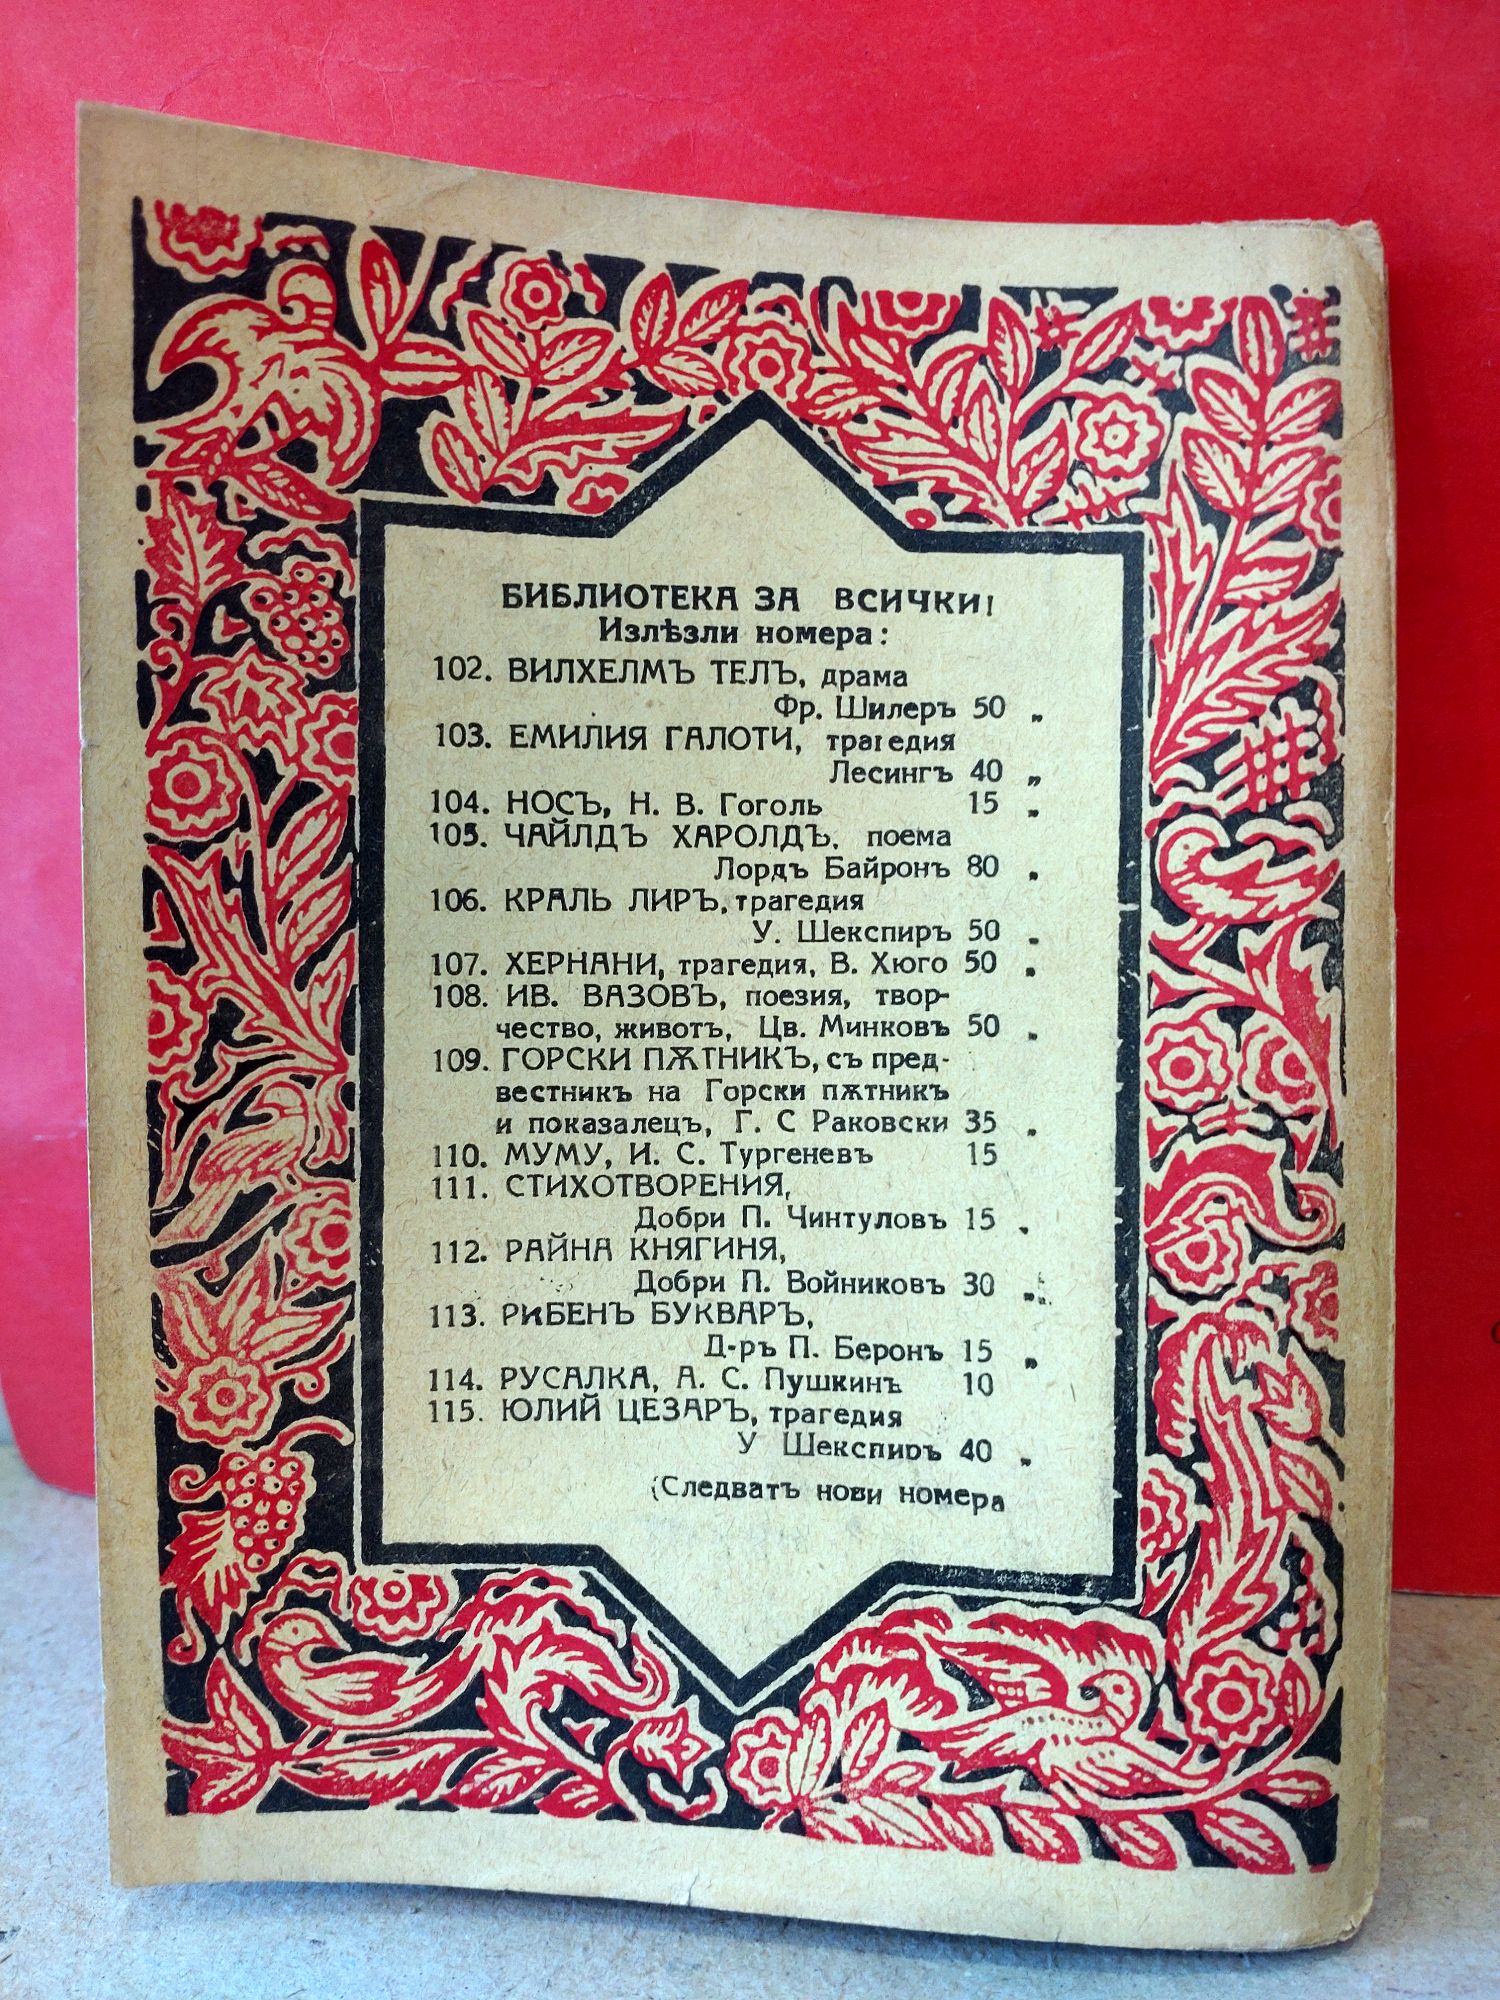 БИБЛИОТЕКА ЗА ВСИЧКИ!
Излѣзли номера:
102. ВИЛХЕЛМЪ ТЕЛЪ, драма
Фр. Шилеръ 50 „
103. ЕМИЛИЯ ГАЛОТИ, трагедия
Лесингъ 40 „
104. НОСЪ, Н. В. Гоголь 15 „
105. ЧАЙЛДЪ ХАРОЛДЪ, поема
Лордъ Байронъ 80 „
106. КРАЛЬ ЛИРЪ, трагедия
У. Шекспиръ 50 „
107. ХЕРНАНИ, трагедия, В. Хюго 50 „
108. ИВ. ВАЗОВЪ, поезия, твор-
чество, животъ, Цв. Минковъ 50 „
109. ГОРСКИ ПѪТНИКЪ, съ пред-
вестникъ на Горски пѫтникъ
и показалецъ, Г. С Раковски 35 „
110. МУМУ, И. С. Тургеневъ 15
111. СТИХОТВОРЕНИЯ,
Добри П. Чинтуловъ 15 „
112. РАЙНА КНЯГИНЯ,
Добри П. Войниковъ 30 „
113. РИБЕНЪ БУКВАРЪ,
Д-ръ П. Беронъ 15 „
114. РУСАЛКА, А. С. Пушкинъ 10
115. ЮЛИЙ ЦЕЗАРЪ, трагедия
У Шекспиръ 40 „
(Следватъ нови номера